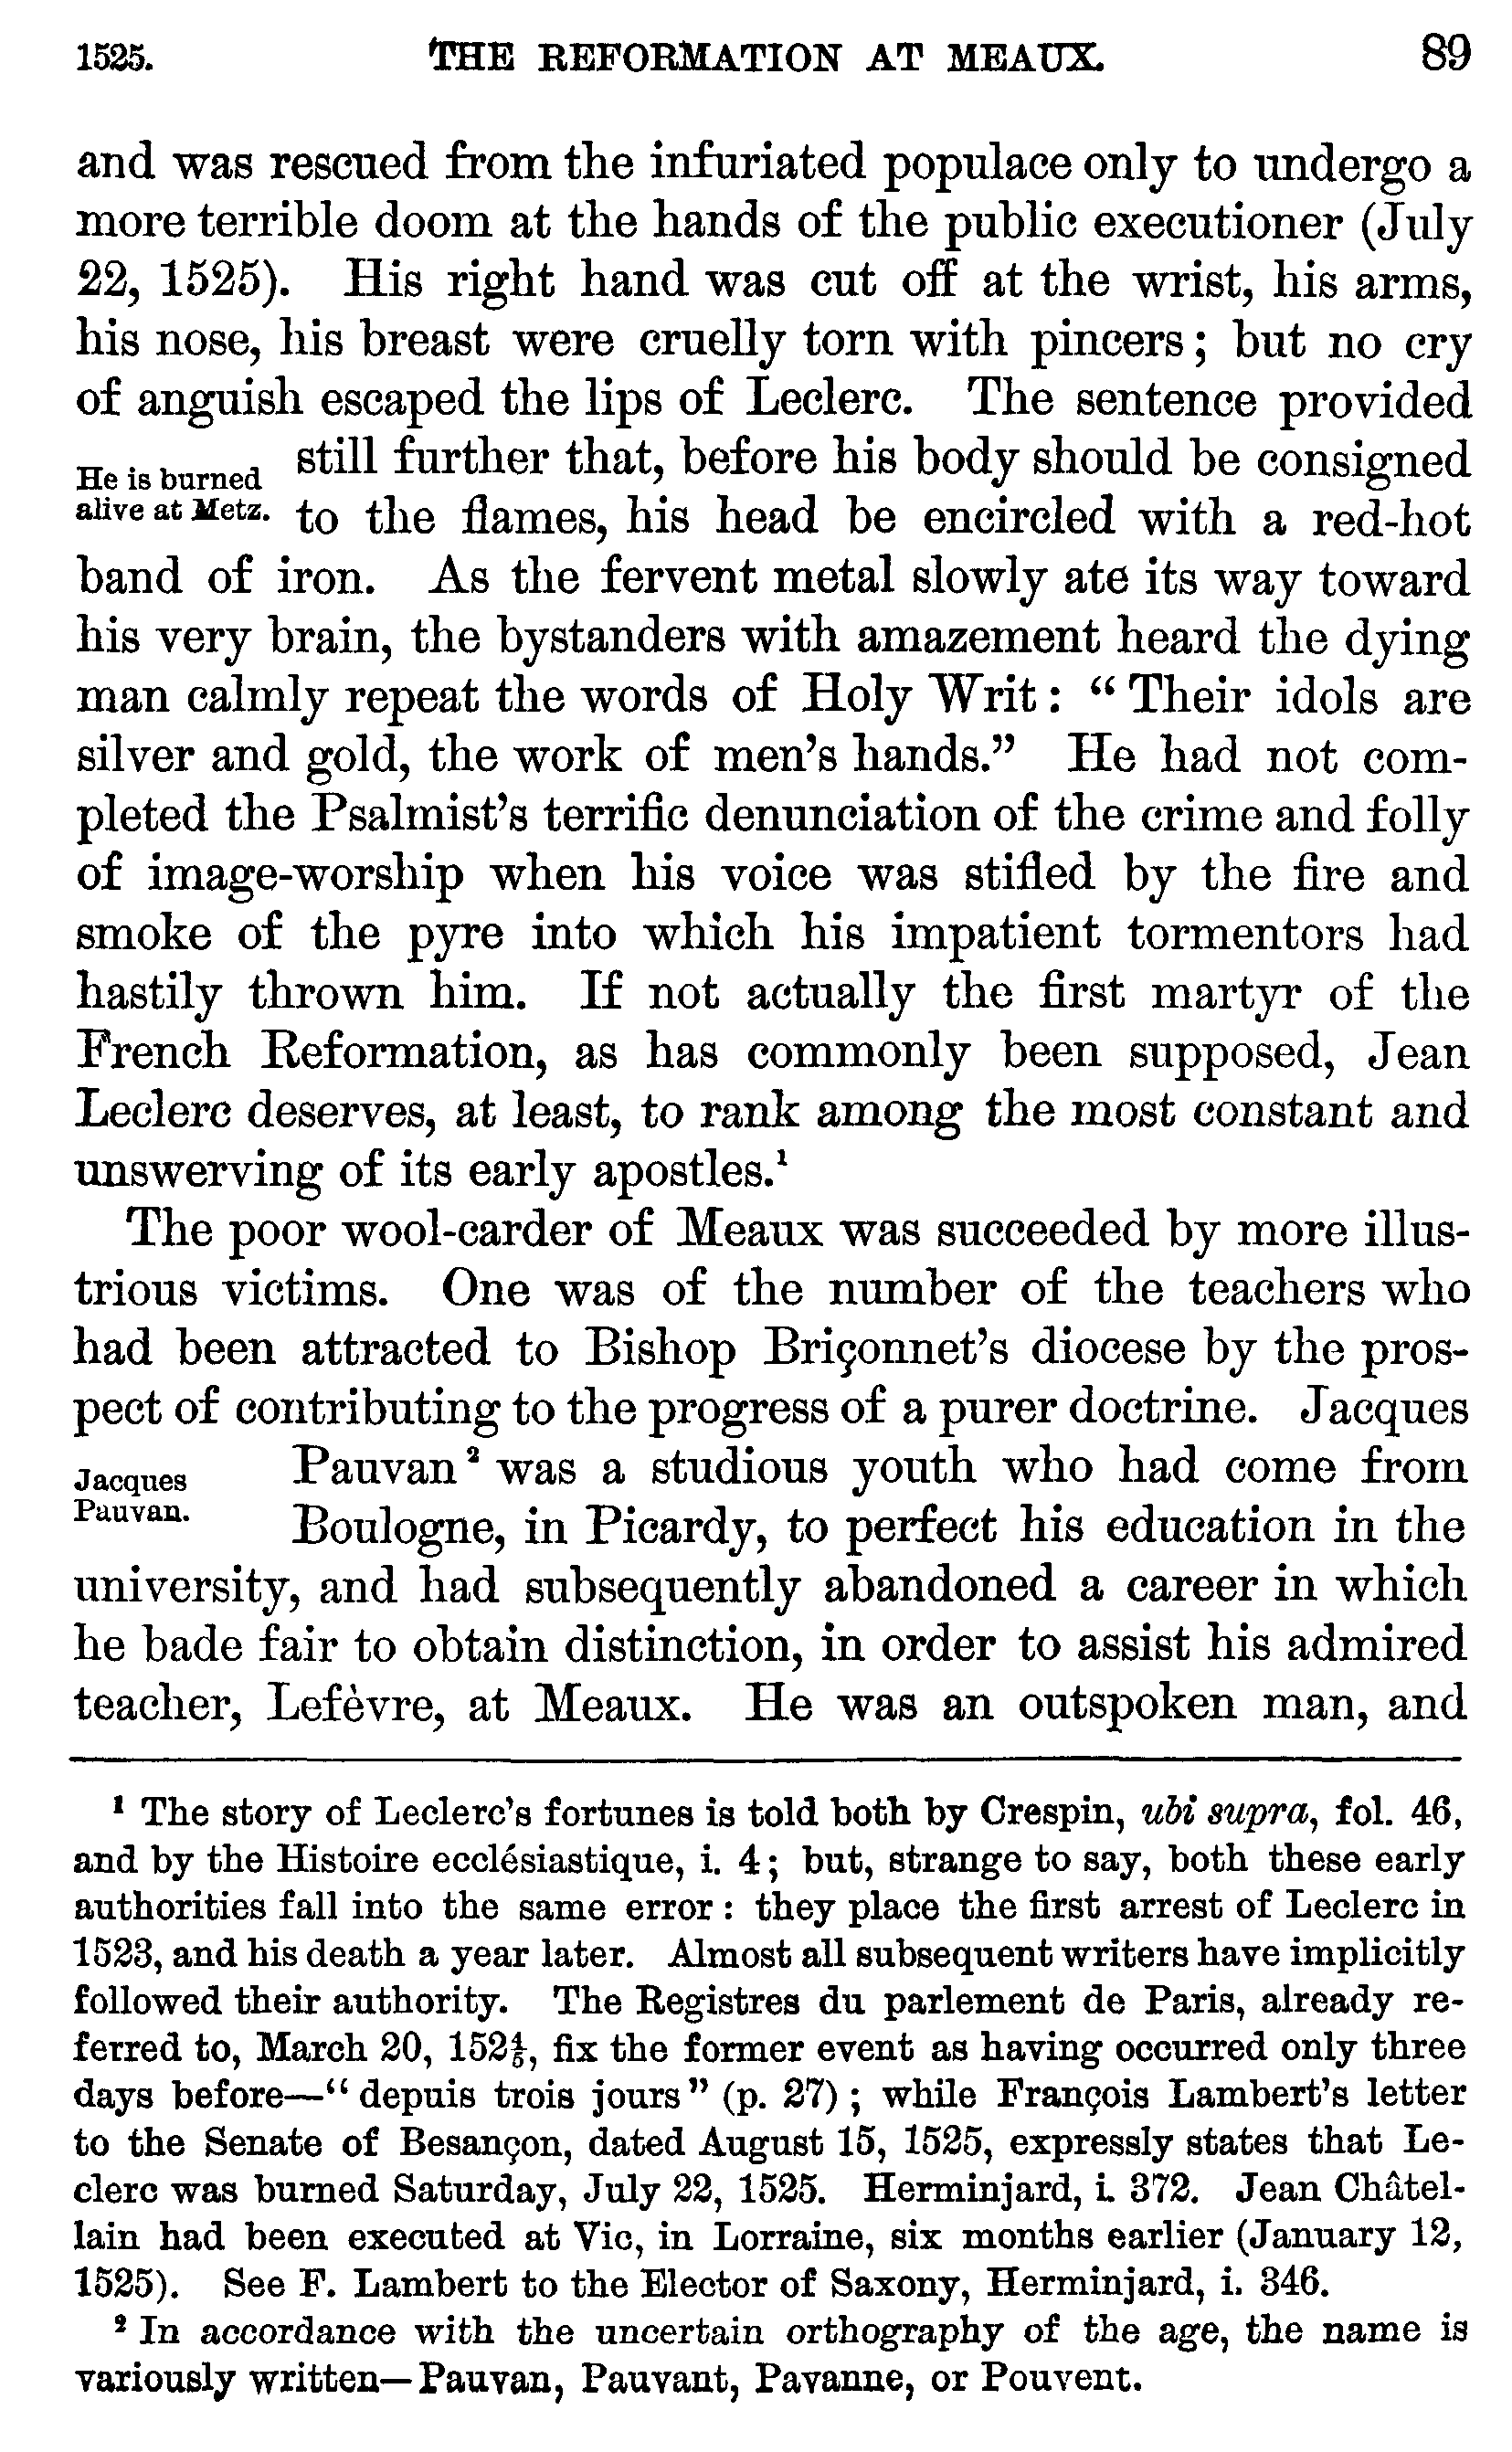 1525. THE REFORMATION AT MEAUX. 89
and was rescued from the infuriated populace only to undergo a
more terrible doom at the hands of the public executioner (July
22, 1525). His right hand was cut off at the wrist, his arms,
his nose, his breast were cruelly torn with pincers; but no cry
of anguish escaped the lips of Leclerc. The sentence provided
still further that, before his body should be consigned
He is burned
alive at Metz.
to the flames, his head be encircled with a red-hot
band of iron. As the fervent metal slowly ate its way toward
his very brain, the bystanders with amazement heard the dying
man calmly repeat the words of Holy Writ: "Their idols are
silver and gold, the work of men's hands." He had not com-
pleted the Psalmist's terrific denunciation of the crime and folly
of image-worship when his voice was stifled by the fire and
smoke of the pyre into which his impatient tormentors had
hastily thrown him. If not actually the first martyr of the
French Reformation, as has commonly been supposed, Jean
Leclerc deserves, at least, to rank among the most constant and
unswerving of its early apostles.¹
The poor wool-carder of Meaux was succeeded by more illus-
trious victims. One was of the number of the teachers who
had been attracted to Bishop Briçonnet's diocese by the pros-
pect of contributing to the progress of a purer doctrine. Jacques
Jacques
Pauvan.
Pauvan² was a studious youth who had come from
Boulogne, in Picardy, to perfect his education in the
university, and had subsequently abandoned a career in which
he bade fair to obtain distinction, in order to assist his admired
teacher, Lefèvre, at Meaux. He was an outspoken man, and
¹ The story of Leclerc's fortunes is told both by Crespin, ubi supra, fol. 46,
and by the Histoire ecclésiastique, i. 4; but, strange to say, both these early
authorities fall into the same error: they place the first arrest of Leclerc in
1523, and his death a year later. Almost all subsequent writers have implicitly
followed their authority. The Registres du parlement de Paris, already re-
ferred to, March 20, 152⅘, fix the former event as having occurred only three
days before—"depuis trois jours" (p. 27); while François Lambert's letter
to the Senate of Besançon, dated August 15, 1525, expressly states that Le-
clerc was burned Saturday, July 22, 1525. Herminjard, i. 372. Jean Châtel-
lain had been executed at Vic, in Lorraine, six months earlier (January 12,
1525). See F. Lambert to the Elector of Saxony, Herminjard, i. 346.
² In accordance with the uncertain orthography of the age, the name is
variously written—Pauvan, Pauvant, Pavanne, or Pouvent.